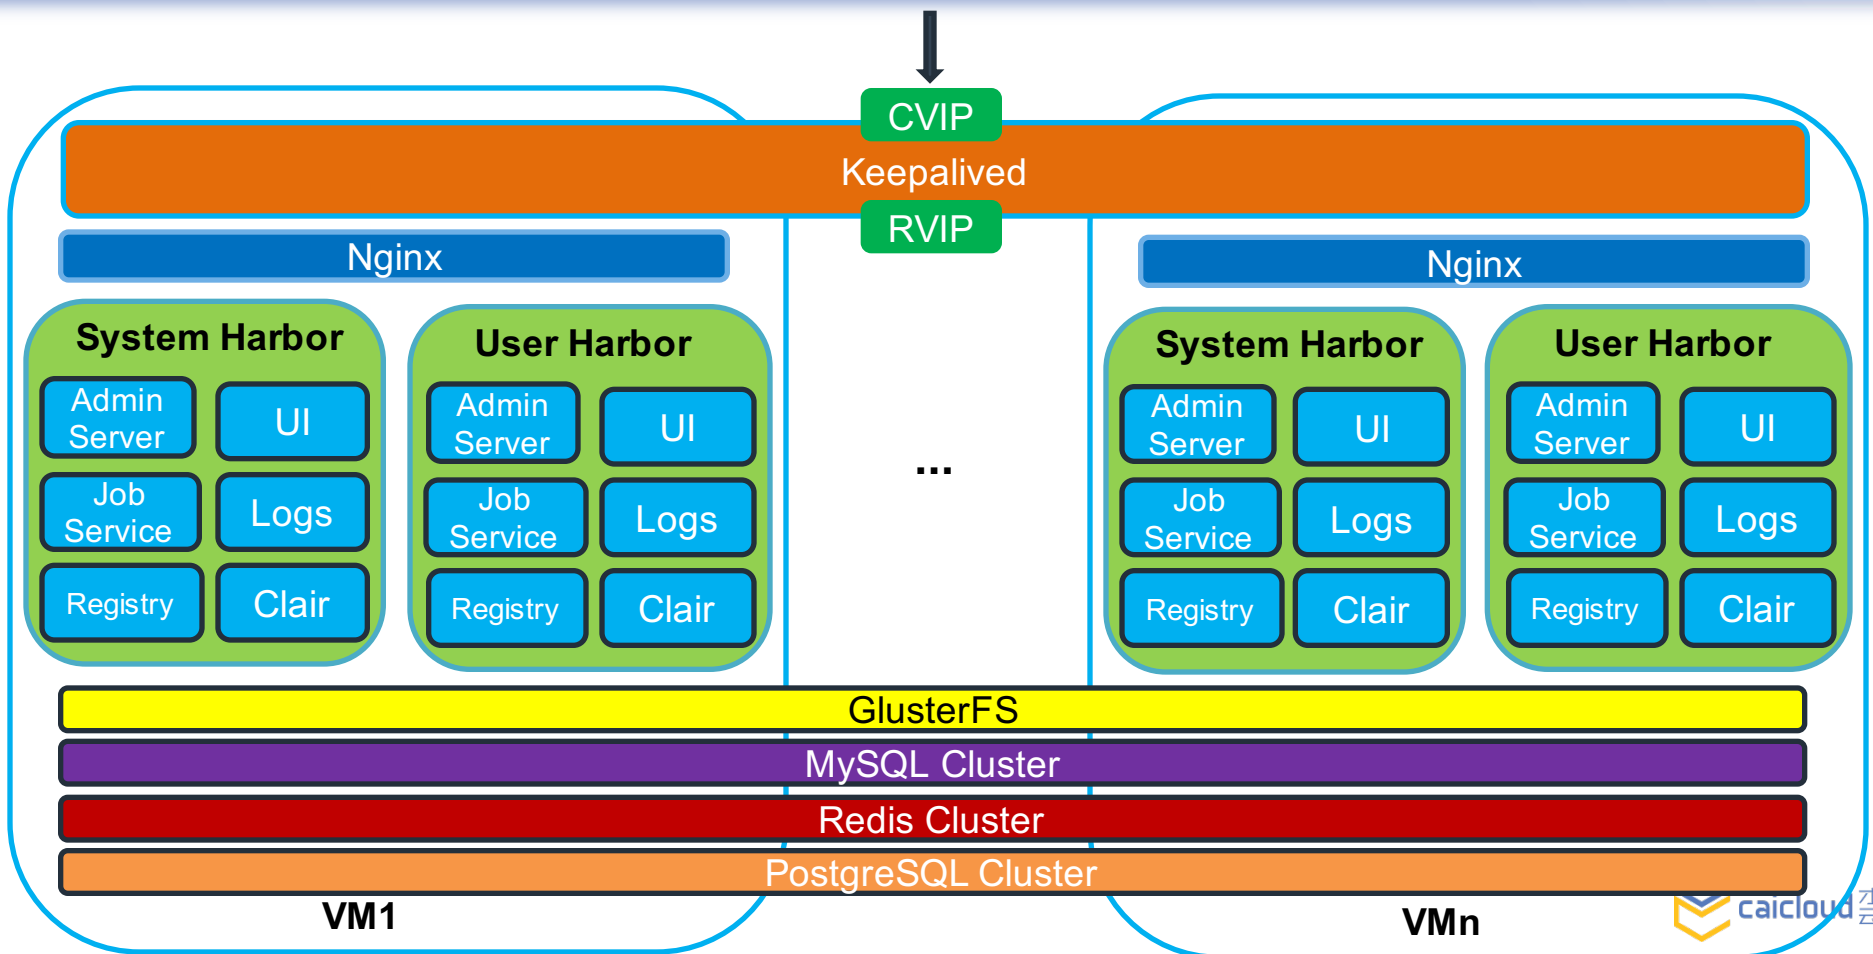 CVIP
Keepalived
RVIP
Nginx
System Harbor
Admin
Server
UI
Job
Service
Logs
Registry
Clair
User Harbor
Admin
Server
UI
Job
Service
Logs
Registry
Clair
...
Nginx
System Harbor
Admin
Server
UI
Job
Service
Logs
Registry
Clair
User Harbor
Admin
Server
UI
Job
Service
Logs
Registry
Clair
GlusterFS
MySQL Cluster
Redis Cluster
PostgreSQL Cluster
VM1
VMn
caicloud